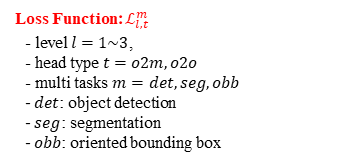 Loss Function: ℒ^m_{l,t}
- level l = 1~3,
- head type t = o2m, o2o
- multi tasks m = det, seg, obb
- det: object detection
- seg: segmentation
- obb: oriented bounding box